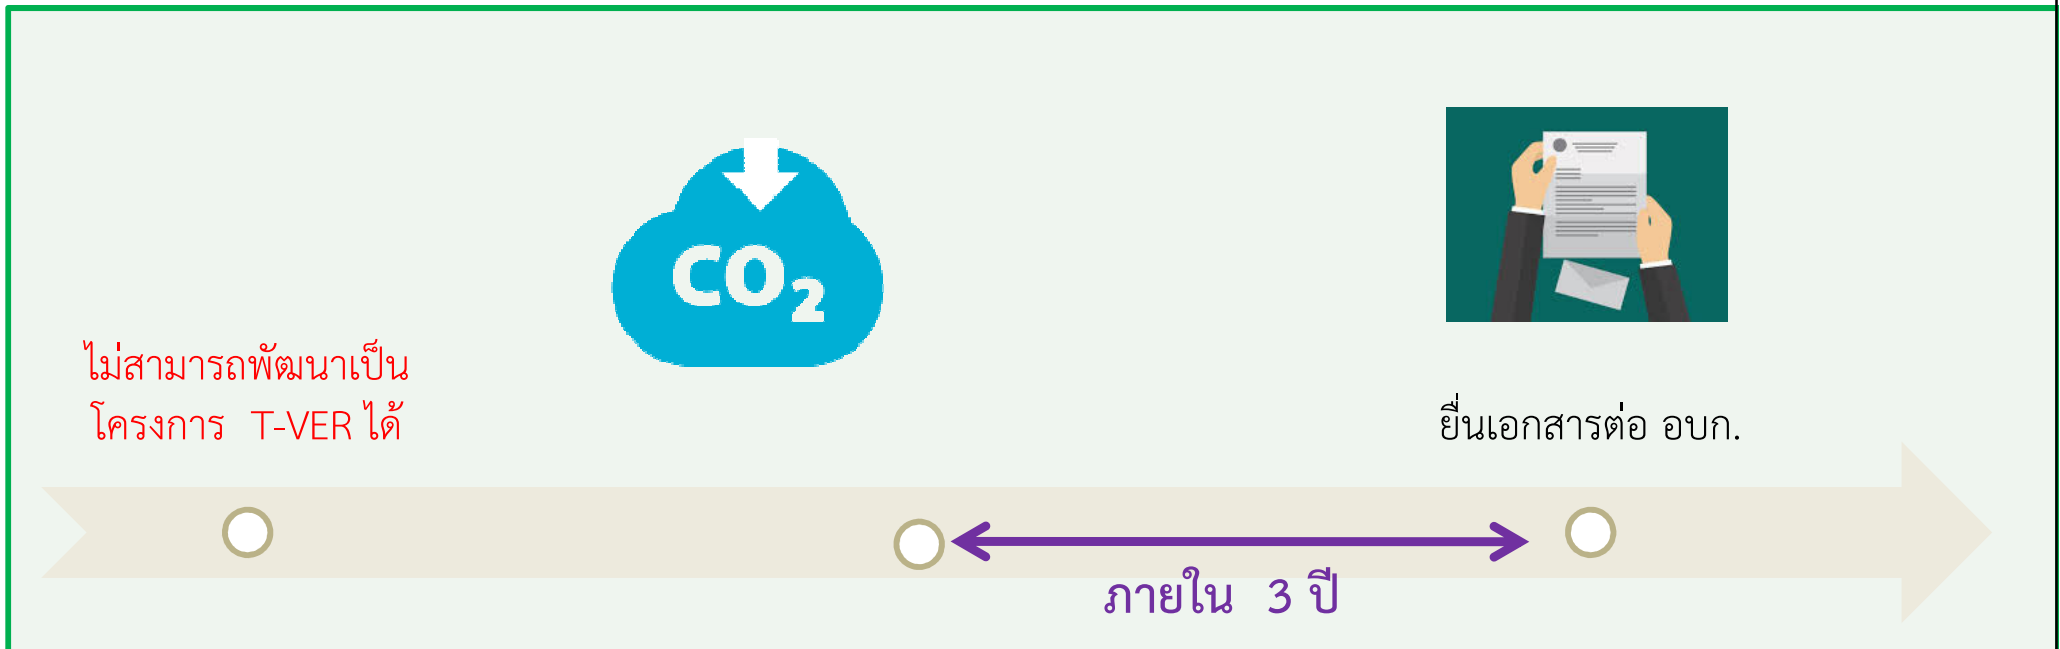 CO₂
ไม่สามารถพัฒนาเป็น
โครงการ T-VER ได้
ยื่นเอกสารต่อ อบก.
ภายใน 3 ปี